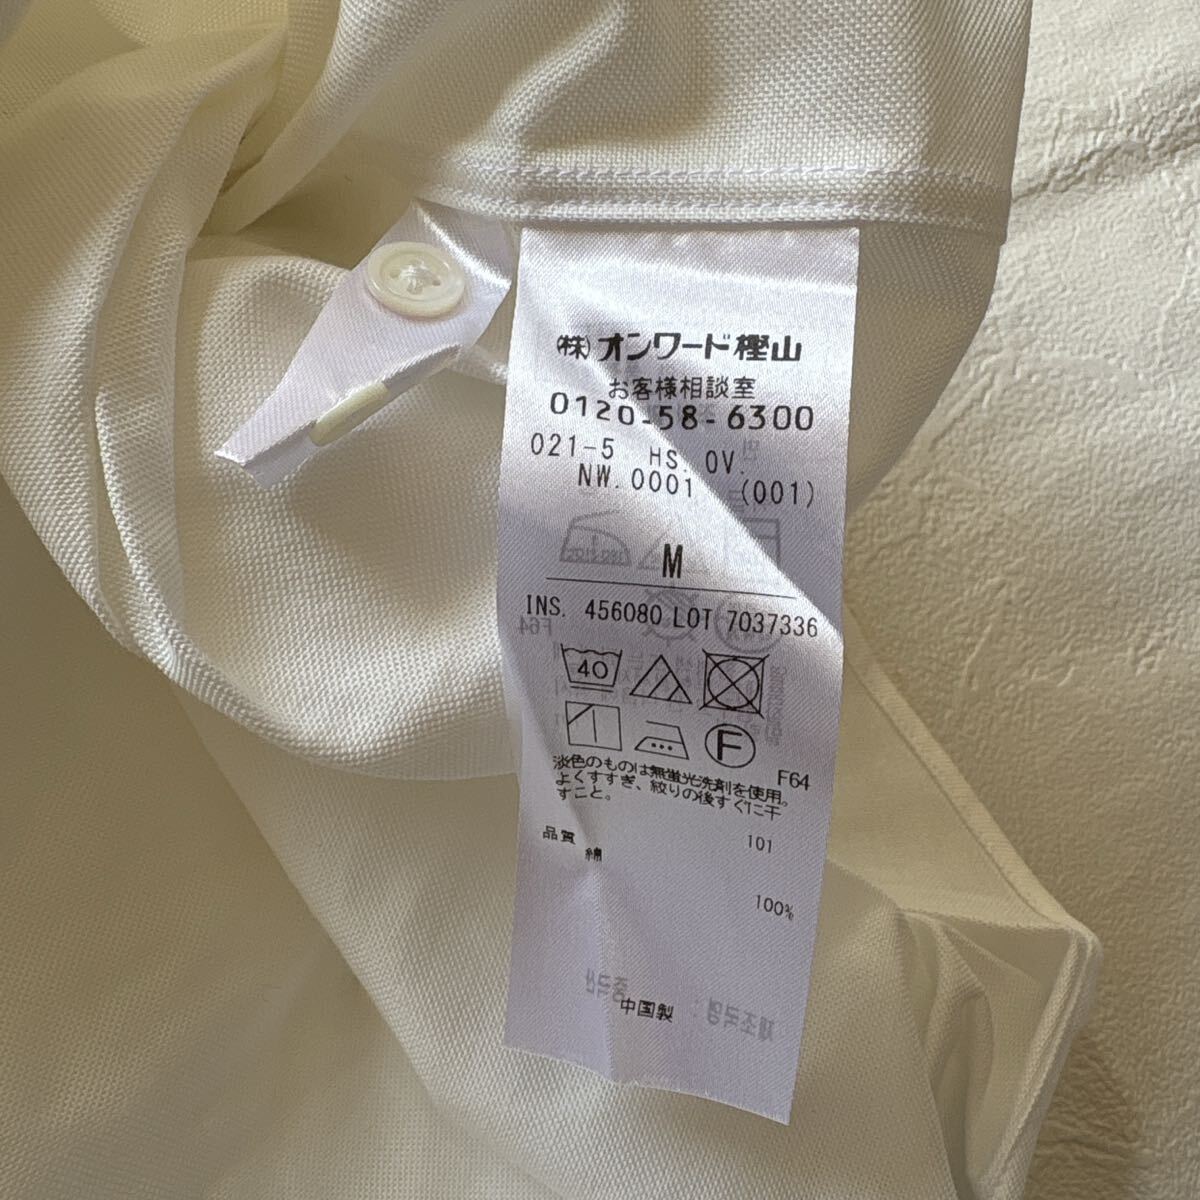 (株)オンワード樫山
お客様相談室
0120-58-6300
021-5 HS. OV.
NW.0001 (001)
M
INS. 456080 LOT 7037336
40
F
F64
淡色のものは無蛍光洗剤を使用。
よくすすぎ、絞りの後すぐに干
すこと。
品質 101
綿
100%
中国製